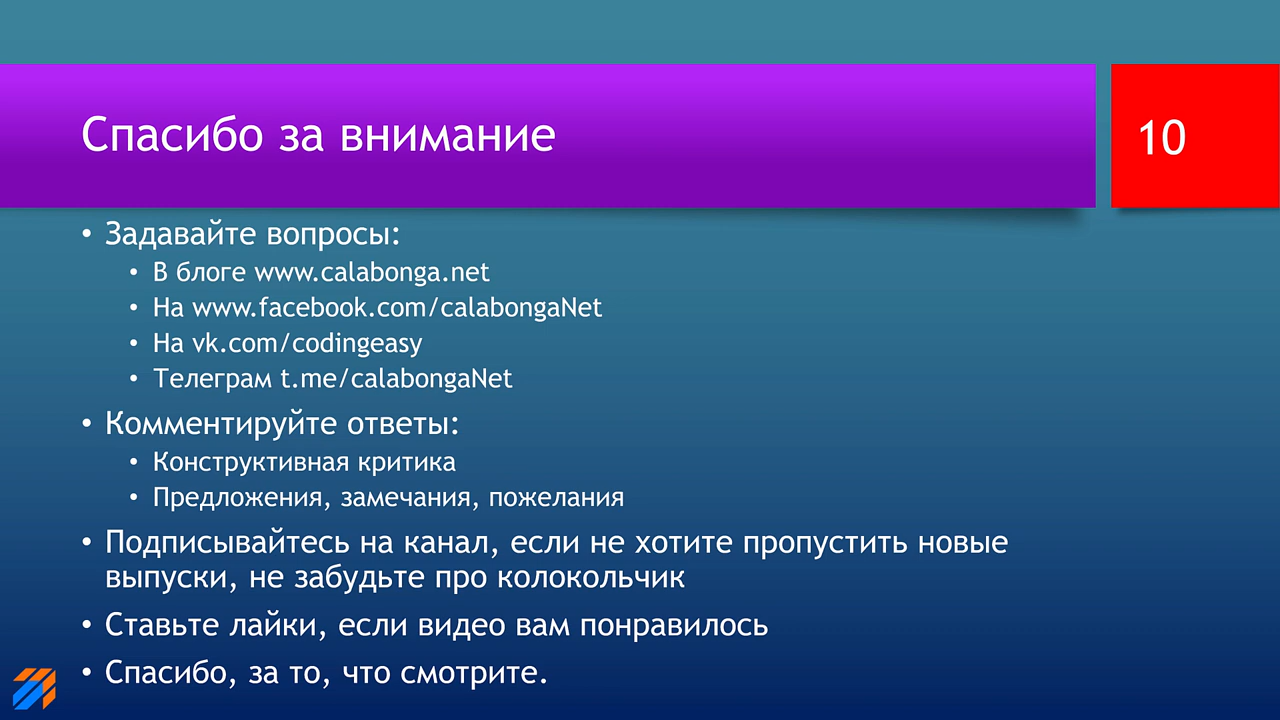 Спасибо за внимание
10
• Задавайте вопросы:
• В блоге www.calabonga.net
• На www.facebook.com/calabongaNet
• На vk.com/codingeasy
• Телеграм t.me/calabongaNet
• Комментируйте ответы:
• Конструктивная критика
• Предложения, замечания, пожелания
• Подписывайтесь на канал, если не хотите пропустить новые
выпуски, не забудьте про колокольчик
• Ставьте лайки, если видео вам понравилось
• Спасибо, за то, что смотрите.